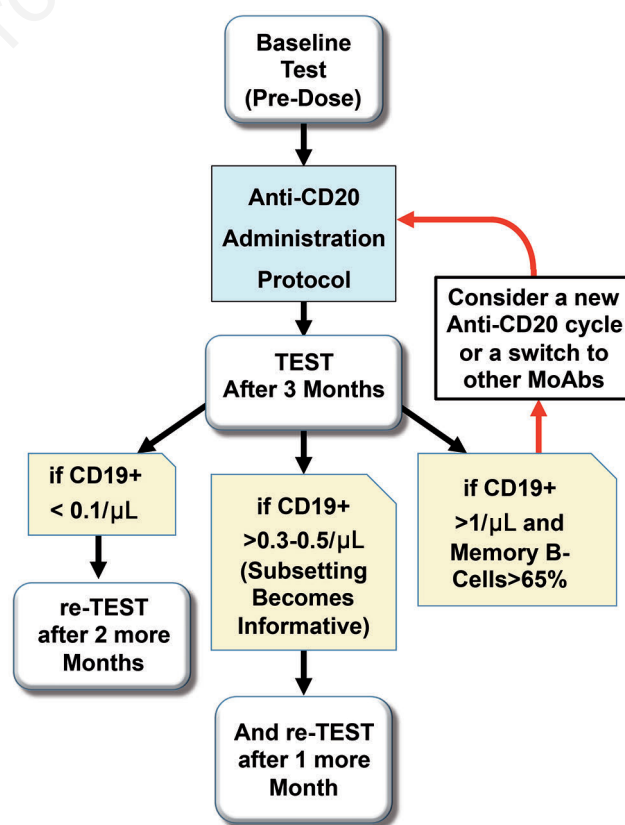 Baseline
Test
(Pre-Dose)
Anti-CD20
Administration
Protocol
Consider a new
Anti-CD20 cycle
or a switch to
other MoAbs
TEST
After 3 Months
if CD19+
< 0.1/µL
if CD19+
>0.3-0.5/µL
(Subsetting
Becomes
Informative)
if CD19+
>1/µL and
Memory B-
Cells>65%
re-TEST
after 2 more
Months
And re-TEST
after 1 more
Month